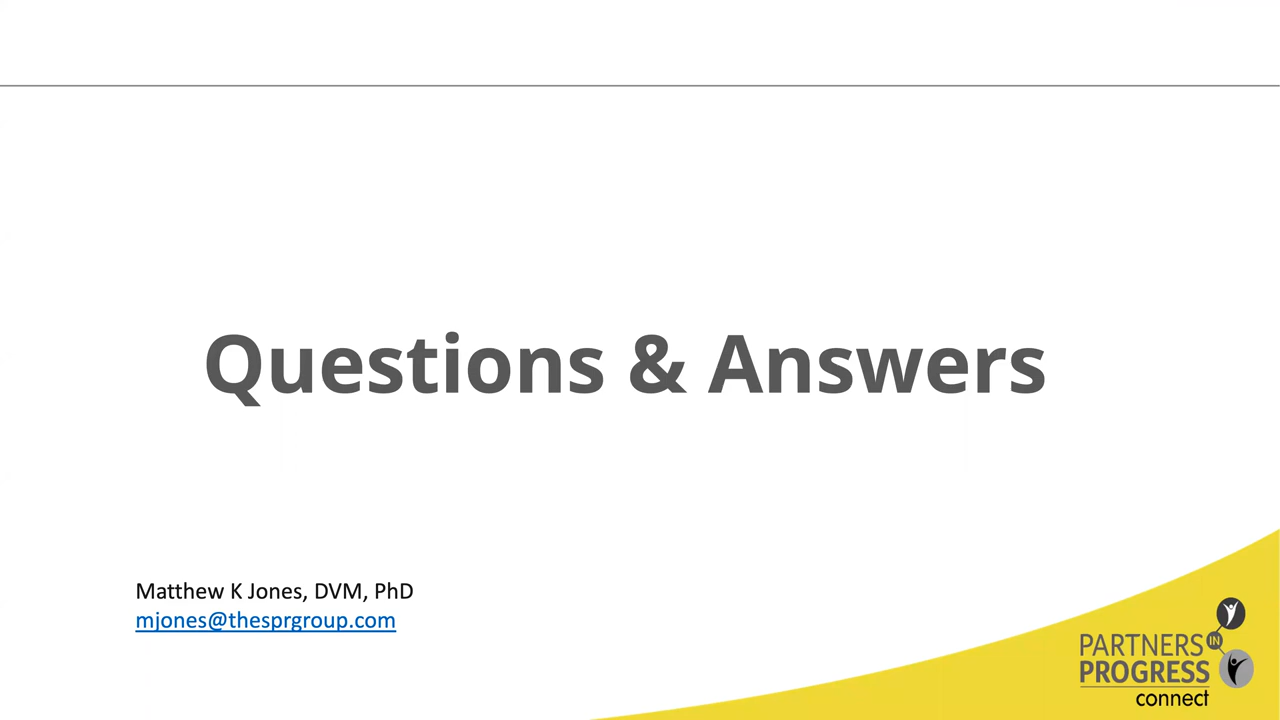 Questions & Answers
Matthew K Jones, DVM, PhD
mjones@thesprgroup.com
PARTNERS IN
PROGRESS
connect